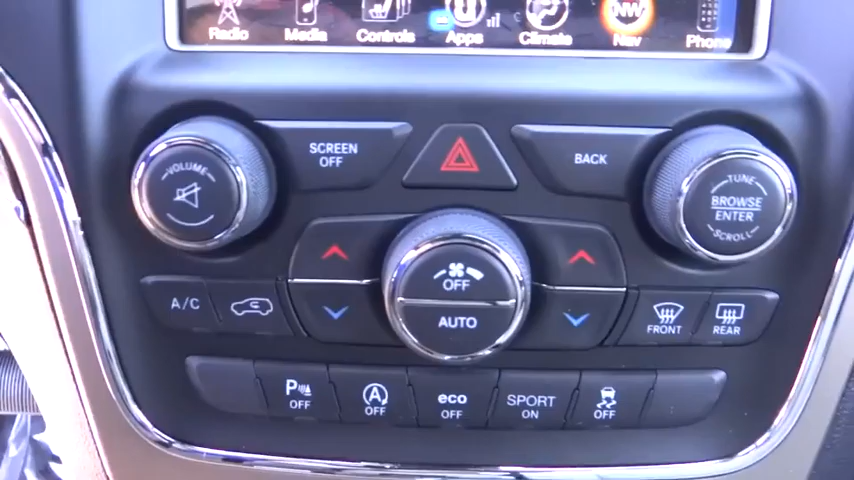 Radio Media Controls Apps Climate Nav Phone
NW
VOLUME
SCREEN
OFF
BACK
TUNE
BROWSE
ENTER
SCROLL
OFF
AUTO
A/C
FRONT
REAR
P
OFF
A
OFF
eco
OFF
SPORT
ON
OFF